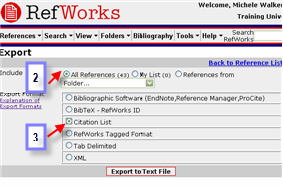 RefWorks
Welcome, Michele Walker
Training Univ
References Search View Folders Bibliography Tools Help Search RefWorks
Export
Back to Reference List
Include
2
All References (43) My List (0) References from
Folder...
Export Format
Explanation of Export Formats
Bibliographic Software (EndNote,Reference Manager,ProCite)
BibTeX - RefWorks ID
3
Citation List
RefWorks Tagged Format
Tab Delimited
XML
Export to Text File